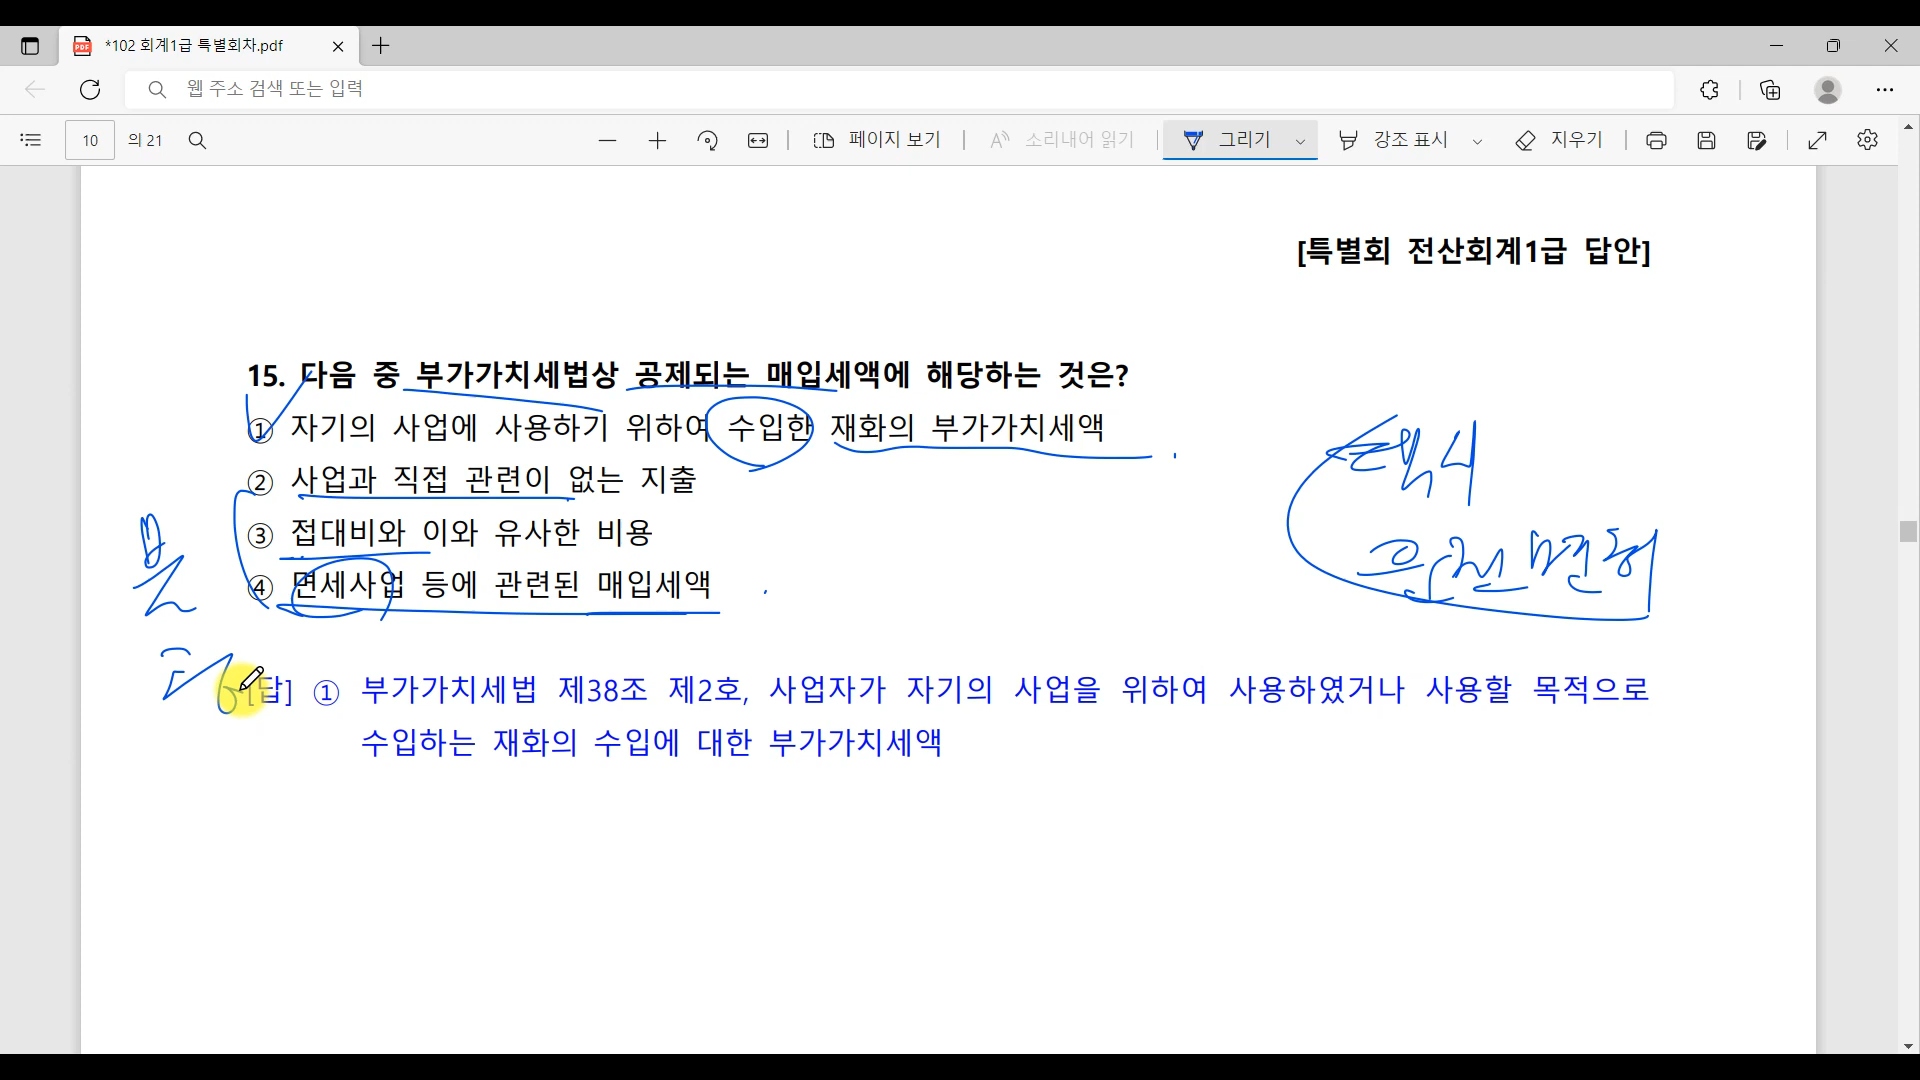 *102 회계1급 특별회차.pdf
웹 주소 검색 또는 입력
10 의 21 페이지 보기 소리내어 읽기 그리기 강조 표시 지우기
[특별회 전산회계1급 답안]
15. 다음 중 부가가치세법상 공제되는 매입세액에 해당하는 것은?
① 자기의 사업에 사용하기 위하여 수입한 재화의 부가가치세액
② 사업과 직접 관련이 없는 지출
③ 접대비와 이와 유사한 비용
④ 면세사업 등에 관련된 매입세액
택시
운전면허
불
[답] ① 부가가치세법 제38조 제2호, 사업자가 자기의 사업을 위하여 사용하였거나 사용할 목적으로
수입하는 재화의 수입에 대한 부가가치세액